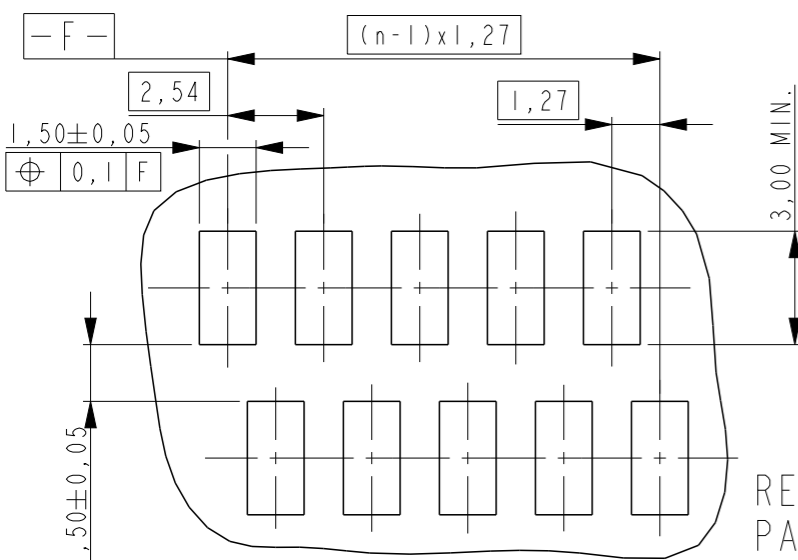 -F-
(n-1)x1,27
2,54
1,27
1,50±0,05
⌖ 0,1 F
3,00 MIN.
,50±0,05
RE
PA